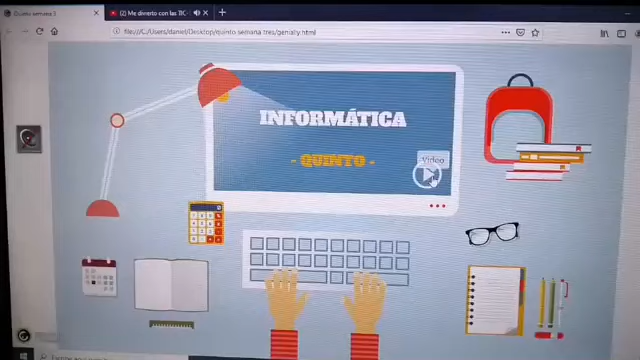 Quinto semana 3
(2) Me divierto con las TIC
file:///C:/Users/daniel/Desktop/quinto semana tres/genially.html
INFORMÁTICA
- QUINTO -
Video